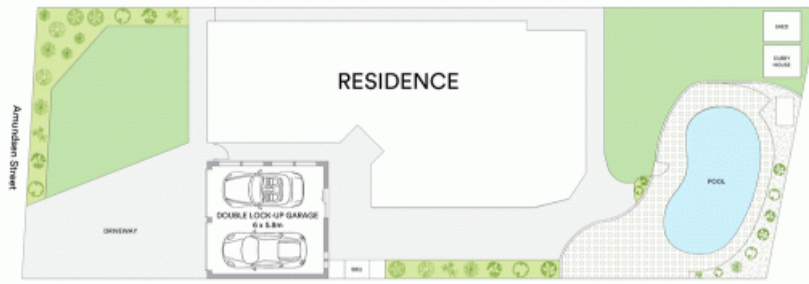 SHED
CUBBY
HOUSE
RESIDENCE
Amundsen Street
POOL
DOUBLE LOCK-UP GARAGE
6 x 5.8m
DRIVEWAY
BBQ